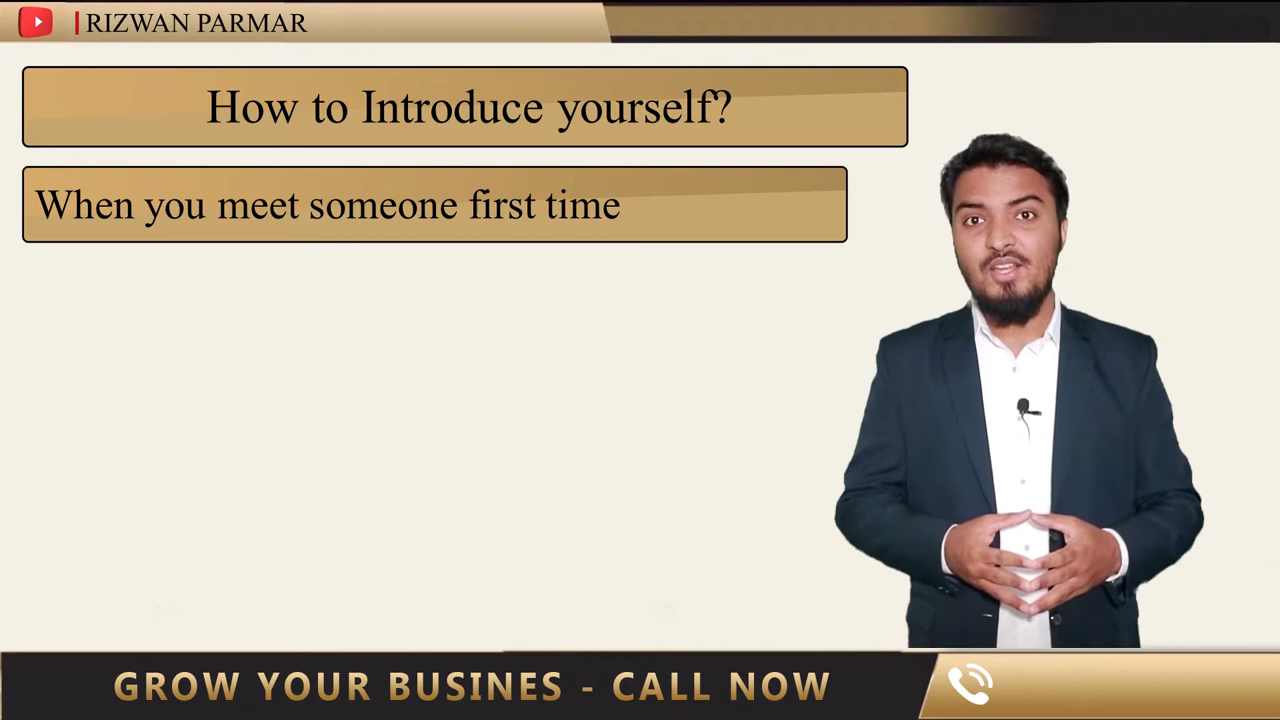 RIZWAN PARMAR
How to Introduce yourself?
When you meet someone first time
GROW YOUR BUSINES - CALL NOW